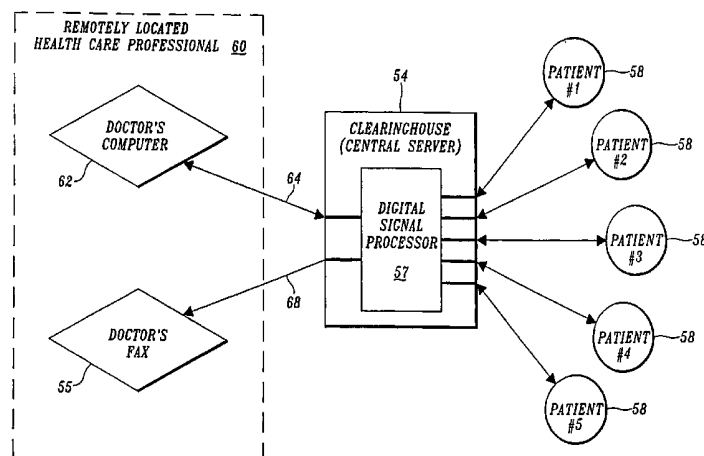 REMOTELY LOCATED
HEALTH CARE PROFESSIONAL 60
DOCTOR'S
COMPUTER
62
64
DOCTOR'S
FAX
55
68
54
CLEARINGHOUSE
(CENTRAL SERVER)
DIGITAL
SIGNAL
PROCESSOR
57
PATIENT
#1
58
PATIENT
#2
58
PATIENT
#3
58
PATIENT
#4
58
PATIENT
#5
58